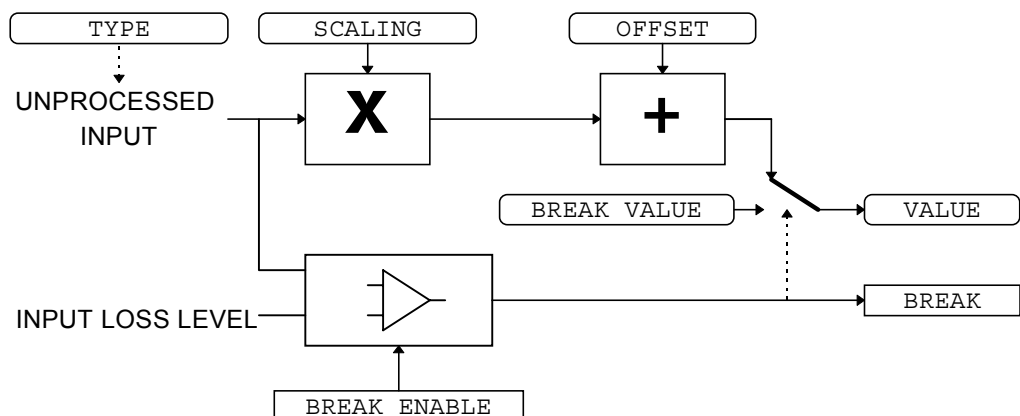 TYPE
SCALING
OFFSET
UNPROCESSED
INPUT
X
+
BREAK VALUE
VALUE
INPUT LOSS LEVEL
BREAK
BREAK ENABLE